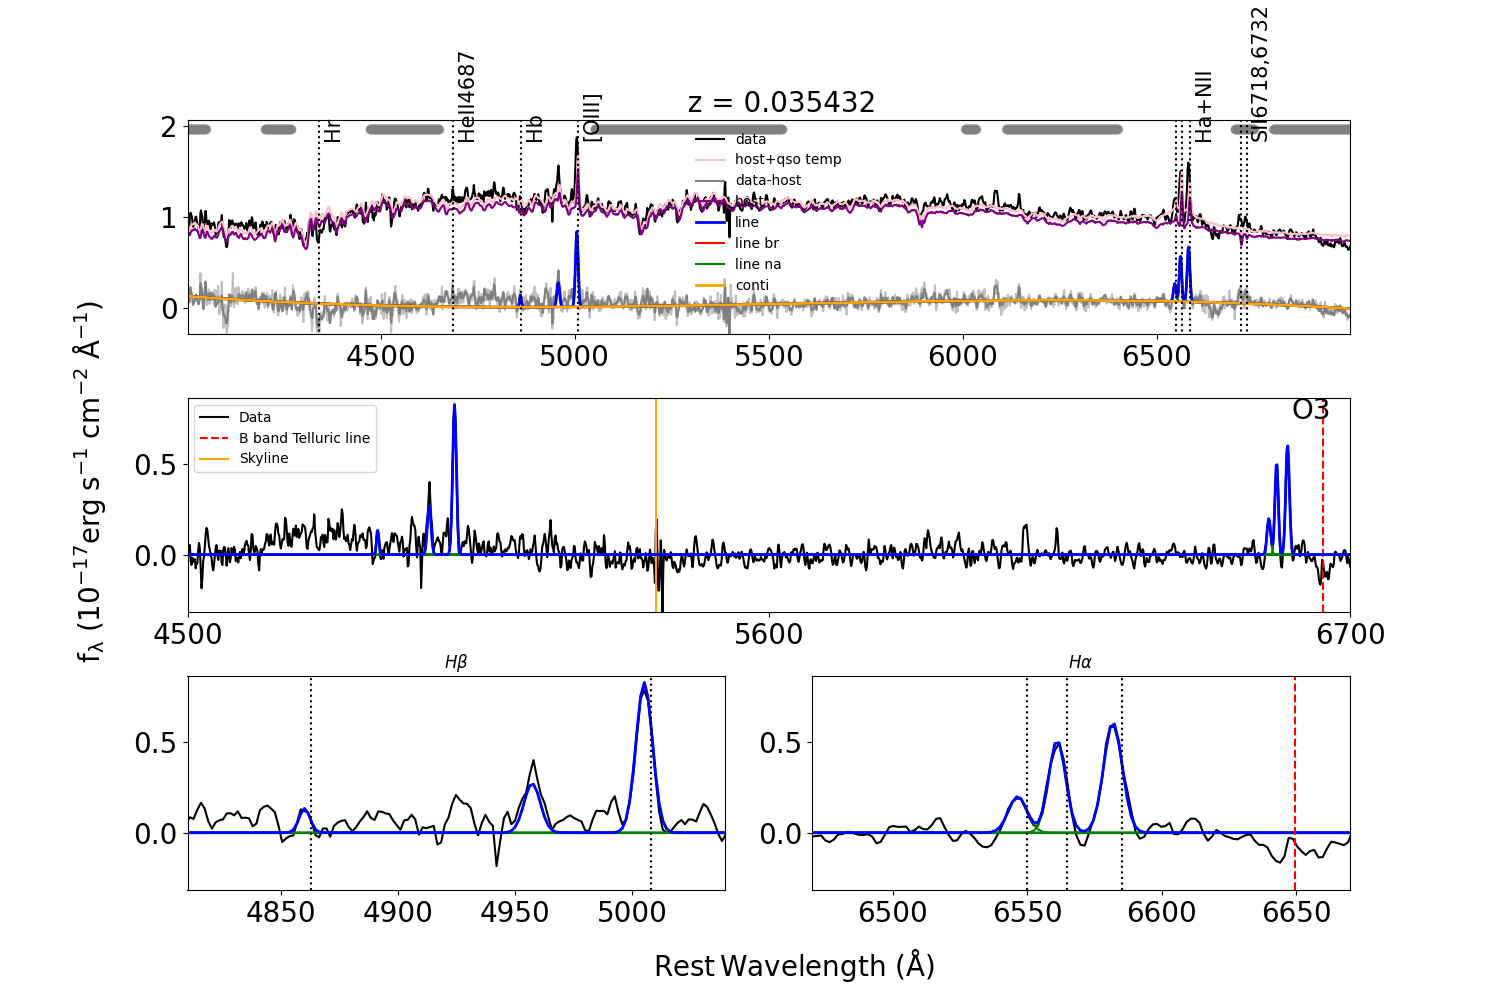 z = 0.035432
Hr
HeII4687
Hb
[OIII]
Ha+NII
SII6718,6732
2
1
0
data
host+qso temp
data-host
host
line
line br
line na
conti
4500
5000
5500
6000
6500
fλ (10−17erg s−1 cm−2 Å−1)
Data
B band Telluric line
Skyline
O3
0.5
0.0
4500
5600
6700
Hβ
0.5
0.0
4850
4900
4950
5000
Hα
0.5
0.0
6500
6550
6600
6650
Rest Wavelength (Å)